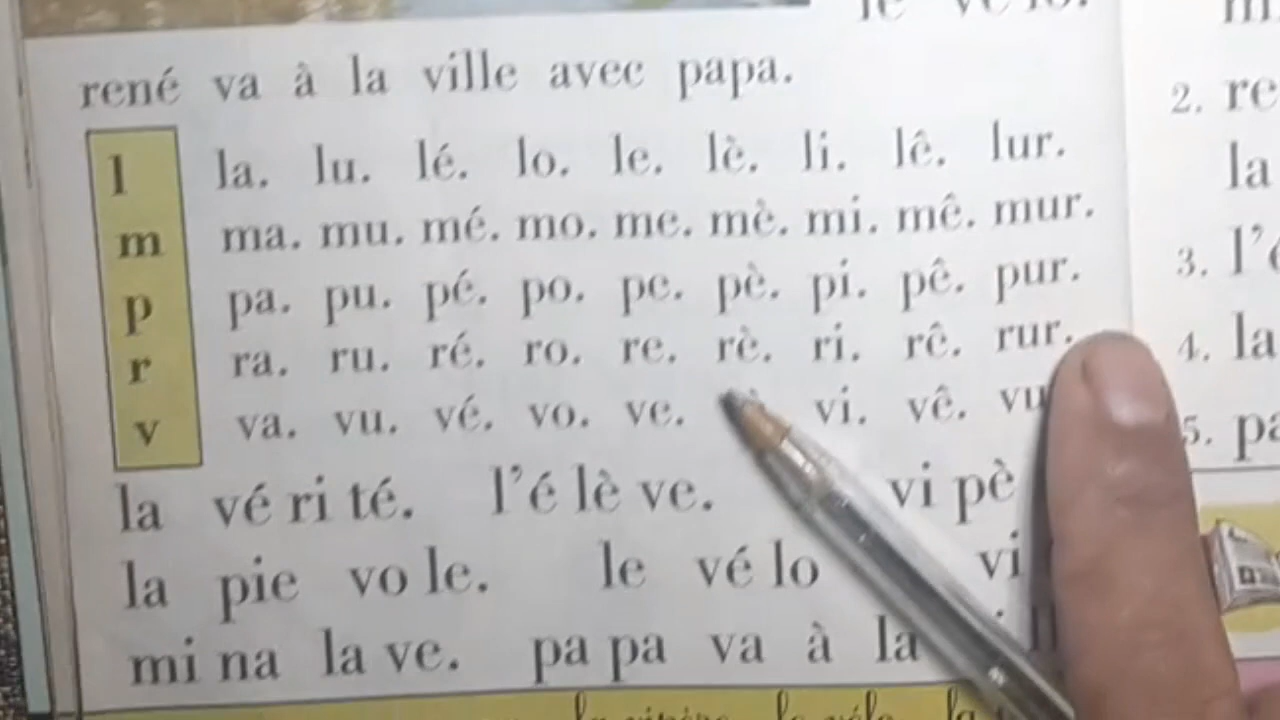 rené va à la ville avec papa.
l la. lu. lé. lo. le. lè. li. lê. lur.
m ma. mu. mé. mo. me. mè. mi. mê. mur.
p pa. pu. pé. po. pe. pè. pi. pê. pur.
r ra. ru. ré. ro. re. rè. ri. rê. rur.
v va. vu. vé. vo. ve. vi. vê. vu
la vé ri té. l'é lè ve. vi pè
la pie vo le. le vé lo vi
mi na la ve. pa pa va à la
2. re
la
3. l'é
4. la
5. pa